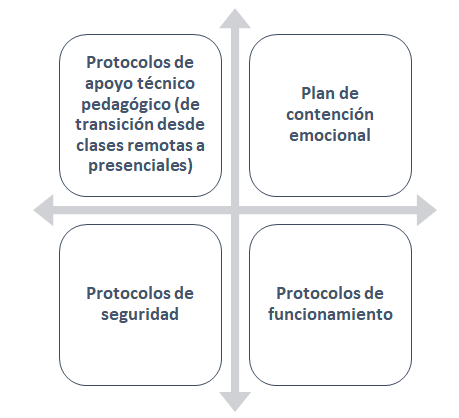 Protocolos de
apoyo técnico
pedagógico (de
transición desde
clases remotas a
presenciales)
Plan de
contención
emocional
Protocolos de
seguridad
Protocolos de
funcionamiento